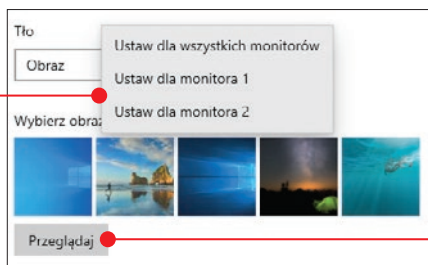 Tło
Ustaw dla wszystkich monitorów
Obraz
Ustaw dla monitora 1
Ustaw dla monitora 2
Wybierz obraz
Przeglądaj